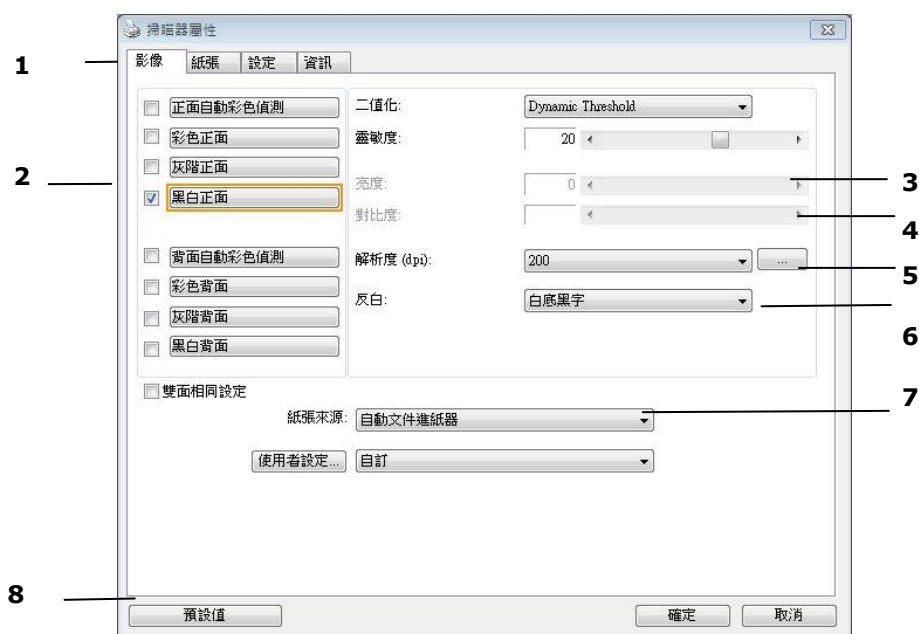 掃瞄器屬性
1
影像 紙張 設定 資訊
正面自動彩色偵測
二值化: Dynamic Threshold
彩色正面
靈敏度: 20
灰階正面
2
亮度: 0
3
黑白正面
對比度:
4
背面自動彩色偵測
解析度 (dpi): 200 ...
5
彩色背面
反白: 白底黑字
6
灰階背面
黑白背面
雙面相同設定
7
紙張來源: 自動文件進紙器
使用者設定... 自訂
8
預設值 確定 取消